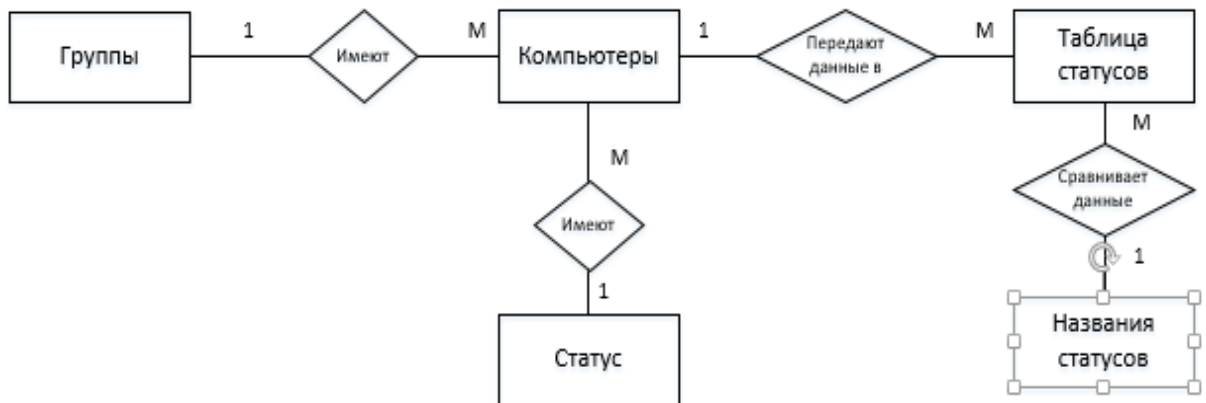 Группы
1
Имеют
М
Компьютеры
1
Передают
данные в
М
Таблица
статусов
М
Имеют
1
Статус
М
Сравнивает
данные
1
Названия
статусов